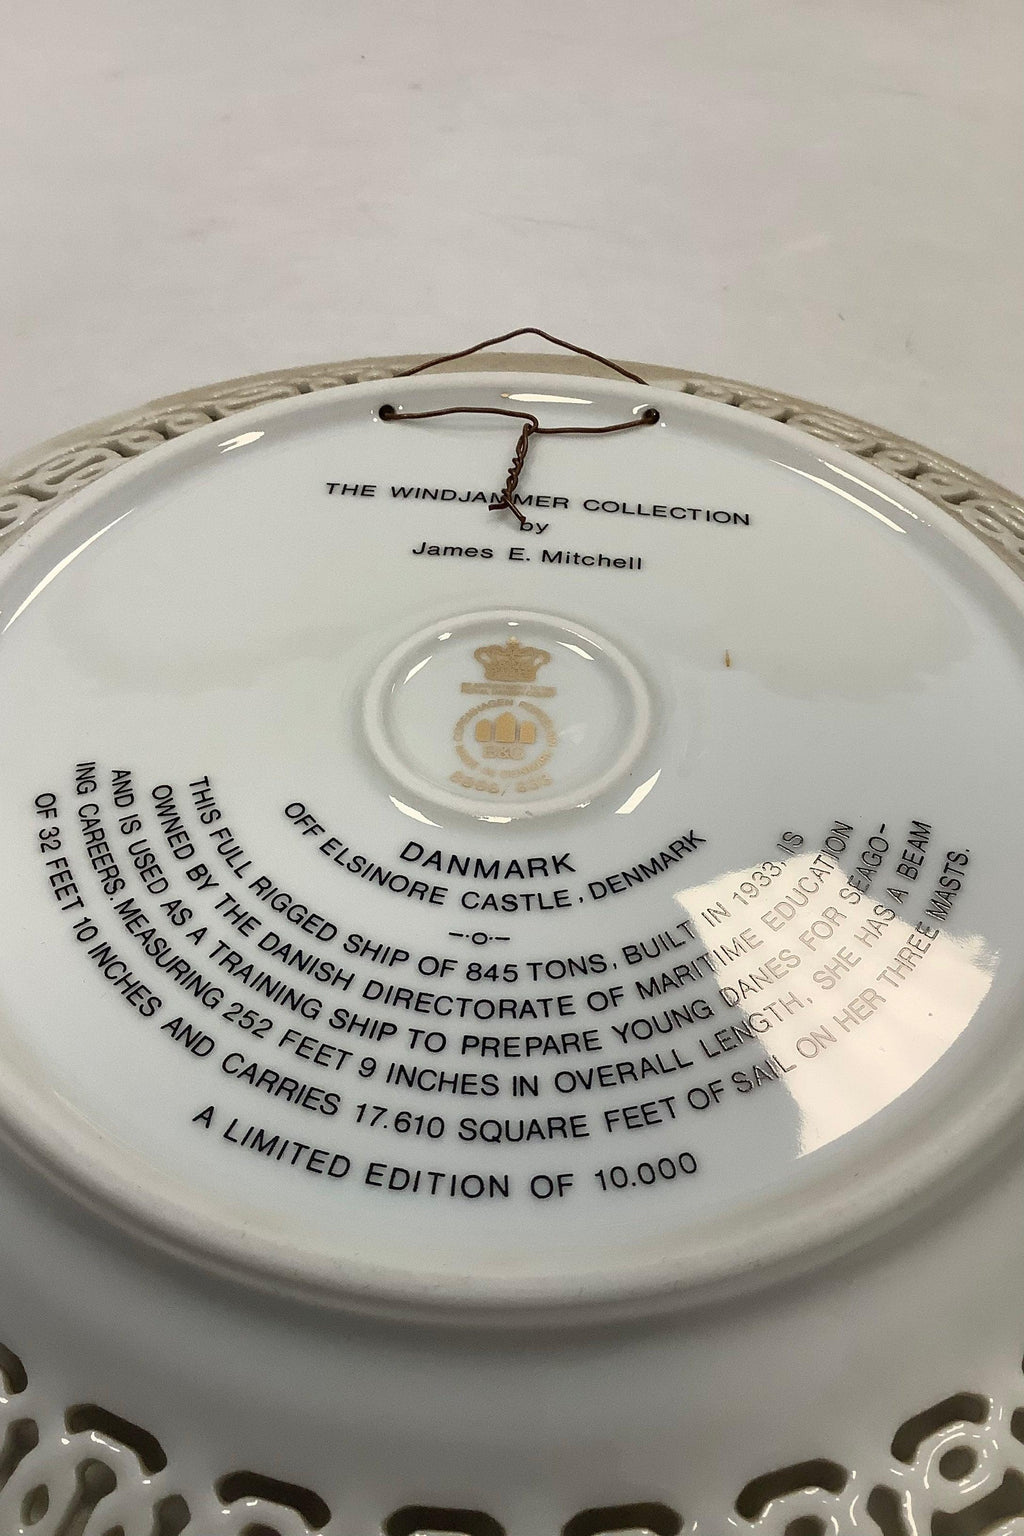 THE WINDJAMMER COLLECTION
by
James E. Mitchell
COPENHAGEN
B&G
MADE IN DENMARK
DANMARK
OFF ELSINORE CASTLE, DENMARK
THIS FULL RIGGED SHIP OF 845 TONS, BUILT IN 1933, IS
OWNED BY THE DANISH DIRECTORATE OF MARITIME EDUCATION
AND IS USED AS A TRAINING SHIP TO PREPARE YOUNG DANES FOR SEAGO-
ING CAREERS. MEASURING 252 FEET 9 INCHES IN OVERALL LENGTH, SHE HAS A BEAM
OF 32 FEET 10 INCHES AND CARRIES 17.610 SQUARE FEET OF SAIL ON HER THREE MASTS.
A LIMITED EDITION OF 10.000